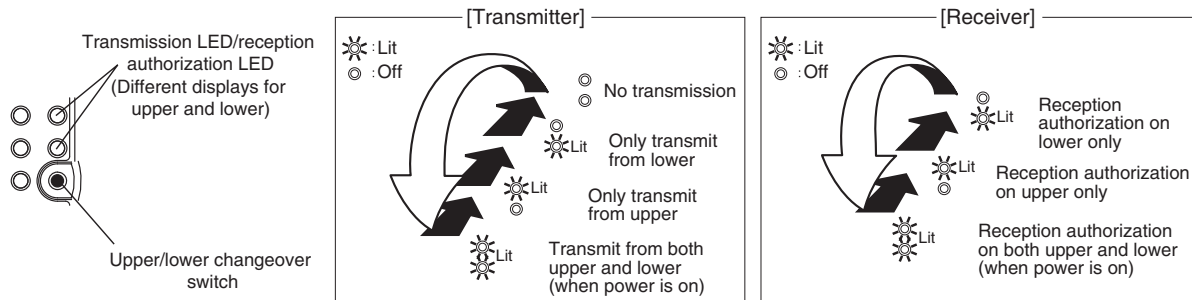 Transmission LED/reception
authorization LED
(Different displays for
upper and lower)
Upper/lower changeover
switch
[Transmitter]
: Lit
: Off
No transmission
Lit
Only transmit
from lower
Lit
Only transmit
from upper
Lit
Transmit from both
upper and lower
(when power is on)
[Receiver]
: Lit
: Off
Lit
Reception
authorization on
lower only
Lit
Reception authorization
on upper only
Lit
Reception authorization
on both upper and lower
(when power is on)